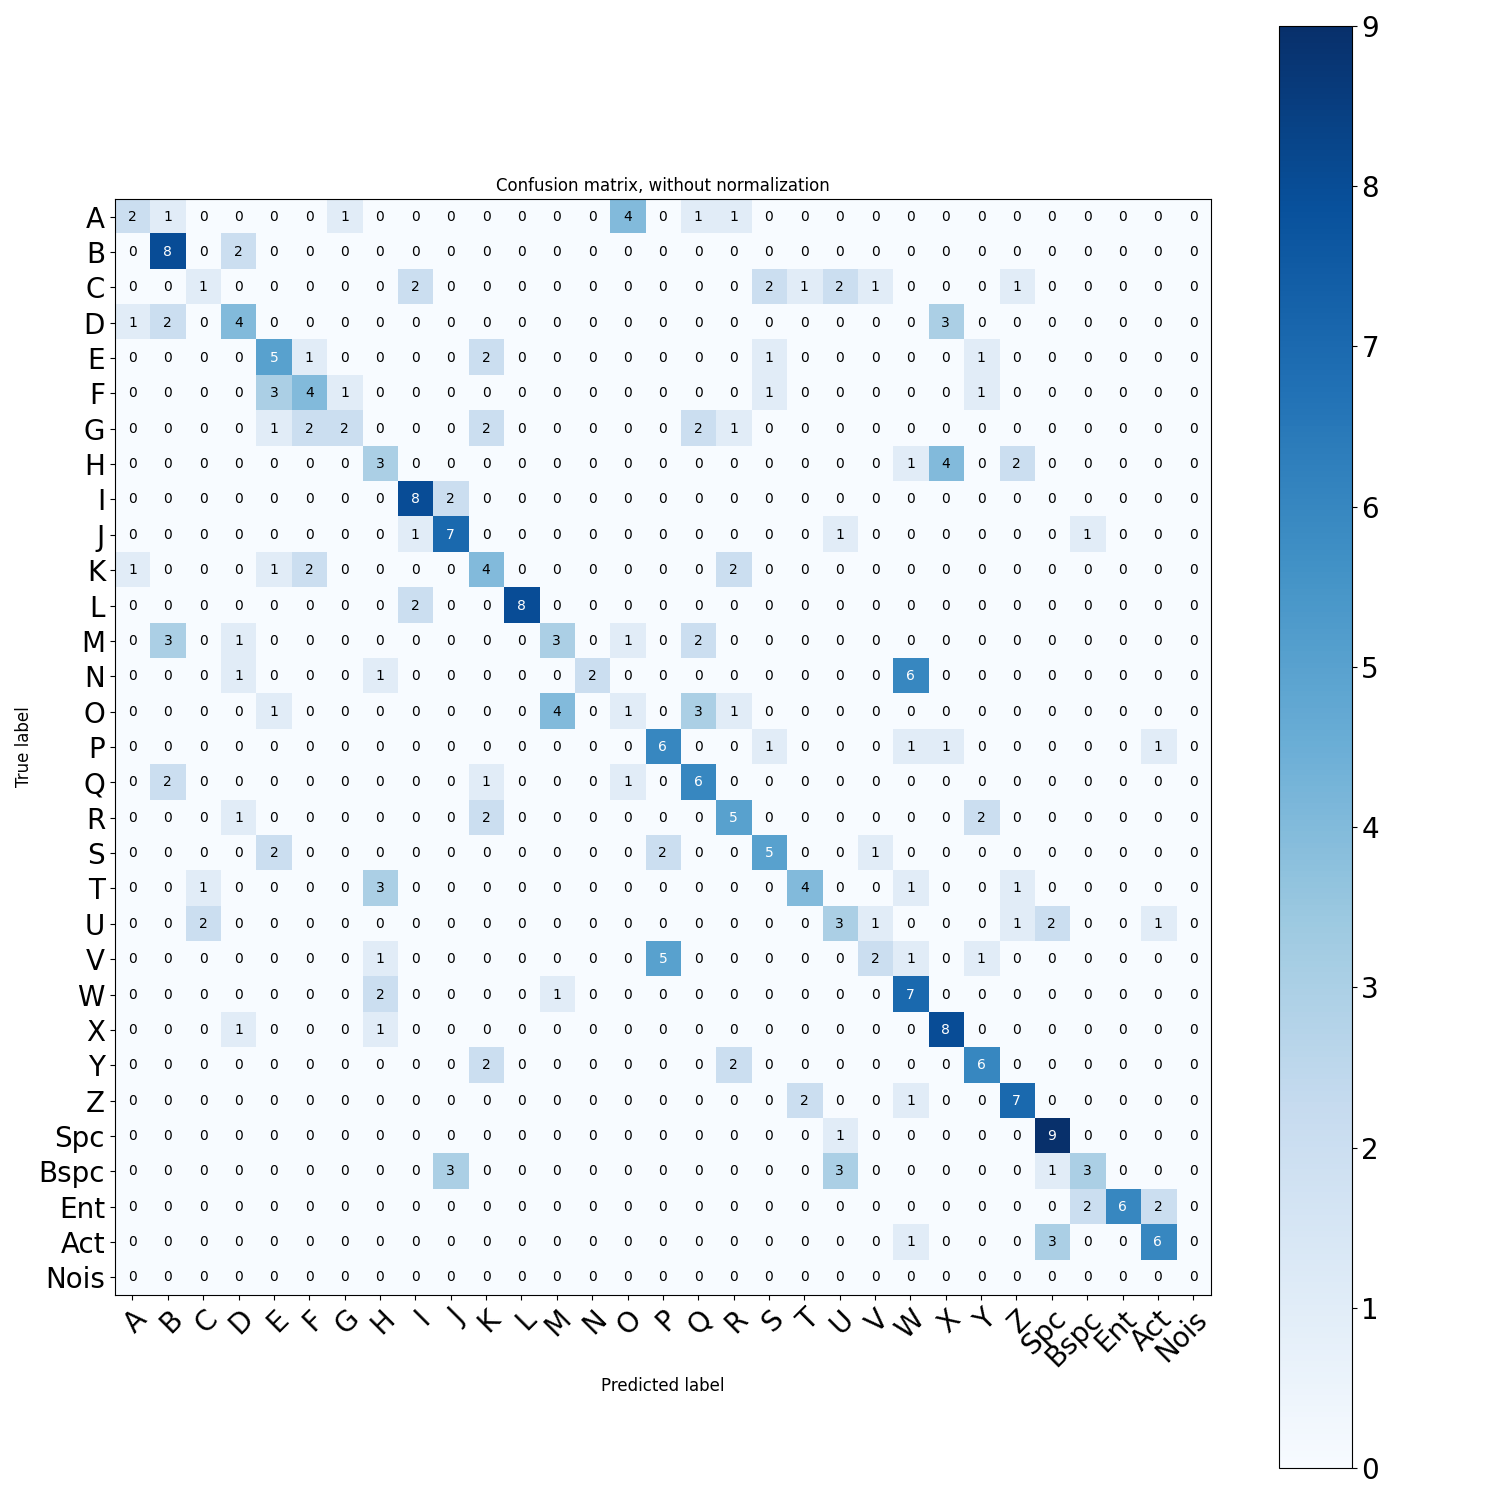 Confusion matrix, without normalization
A 2 1 0 0 0 0 1 0 0 0 0 0 0 0 4 0 1 1 0 0 0 0 0 0 0 0 0 0 0 0 0
B 0 8 0 2 0 0 0 0 0 0 0 0 0 0 0 0 0 0 0 0 0 0 0 0 0 0 0 0 0 0 0
C 0 0 1 0 0 0 0 0 2 0 0 0 0 0 0 0 0 0 2 1 2 1 0 0 0 1 0 0 0 0 0
D 1 2 0 4 0 0 0 0 0 0 0 0 0 0 0 0 0 0 0 0 0 0 0 3 0 0 0 0 0 0 0
E 0 0 0 0 5 1 0 0 0 0 2 0 0 0 0 0 0 0 1 0 0 0 0 0 1 0 0 0 0 0 0
F 0 0 0 0 3 4 1 0 0 0 0 0 0 0 0 0 0 0 1 0 0 0 0 0 1 0 0 0 0 0 0
G 0 0 0 0 1 2 2 0 0 0 2 0 0 0 0 0 2 1 0 0 0 0 0 0 0 0 0 0 0 0 0
H 0 0 0 0 0 0 0 3 0 0 0 0 0 0 0 0 0 0 0 0 0 0 1 4 0 2 0 0 0 0 0
I 0 0 0 0 0 0 0 0 8 2 0 0 0 0 0 0 0 0 0 0 0 0 0 0 0 0 0 0 0 0 0
J 0 0 0 0 0 0 0 0 1 7 0 0 0 0 0 0 0 0 0 0 1 0 0 0 0 0 0 1 0 0 0
K 1 0 0 0 1 2 0 0 0 0 4 0 0 0 0 0 0 2 0 0 0 0 0 0 0 0 0 0 0 0 0
L 0 0 0 0 0 0 0 0 2 0 0 8 0 0 0 0 0 0 0 0 0 0 0 0 0 0 0 0 0 0 0
M 0 3 0 1 0 0 0 0 0 0 0 0 3 0 1 0 2 0 0 0 0 0 0 0 0 0 0 0 0 0 0
N 0 0 0 1 0 0 0 1 0 0 0 0 0 2 0 0 0 0 0 0 0 0 6 0 0 0 0 0 0 0 0
O 0 0 0 0 1 0 0 0 0 0 0 0 4 0 1 0 3 1 0 0 0 0 0 0 0 0 0 0 0 0 0
P 0 0 0 0 0 0 0 0 0 0 0 0 0 0 0 6 0 0 1 0 0 0 1 1 0 0 0 0 0 1 0
Q 0 2 0 0 0 0 0 0 0 0 1 0 0 0 1 0 6 0 0 0 0 0 0 0 0 0 0 0 0 0 0
R 0 0 0 1 0 0 0 0 0 0 2 0 0 0 0 0 0 5 0 0 0 0 0 0 2 0 0 0 0 0 0
S 0 0 0 0 2 0 0 0 0 0 0 0 0 0 0 2 0 0 5 0 0 1 0 0 0 0 0 0 0 0 0
T 0 0 1 0 0 0 0 3 0 0 0 0 0 0 0 0 0 0 0 4 0 0 1 0 0 1 0 0 0 0 0
U 0 0 2 0 0 0 0 0 0 0 0 0 0 0 0 0 0 0 0 0 3 1 0 0 0 1 2 0 0 1 0
V 0 0 0 0 0 0 0 1 0 0 0 0 0 0 0 5 0 0 0 0 0 2 1 0 1 0 0 0 0 0 0
W 0 0 0 0 0 0 0 2 0 0 0 0 1 0 0 0 0 0 0 0 0 0 7 0 0 0 0 0 0 0 0
X 0 0 0 1 0 0 0 1 0 0 0 0 0 0 0 0 0 0 0 0 0 0 0 8 0 0 0 0 0 0 0
Y 0 0 0 0 0 0 0 0 0 0 2 0 0 0 0 0 0 2 0 0 0 0 0 0 6 0 0 0 0 0 0
Z 0 0 0 0 0 0 0 0 0 0 0 0 0 0 0 0 0 0 0 2 0 0 1 0 0 7 0 0 0 0 0
Spc 0 0 0 0 0 0 0 0 0 0 0 0 0 0 0 0 0 0 0 0 1 0 0 0 0 0 9 0 0 0 0
Bspc 0 0 0 0 0 0 0 0 0 3 0 0 0 0 0 0 0 0 0 0 3 0 0 0 0 0 1 3 0 0 0
Ent 0 0 0 0 0 0 0 0 0 0 0 0 0 0 0 0 0 0 0 0 0 0 0 0 0 0 0 2 6 2 0
Act 0 0 0 0 0 0 0 0 0 0 0 0 0 0 0 0 0 0 0 0 0 0 1 0 0 0 3 0 0 6 0
Nois 0 0 0 0 0 0 0 0 0 0 0 0 0 0 0 0 0 0 0 0 0 0 0 0 0 0 0 0 0 0 0
A B C D E F G H I J K L M N O P Q R S T U V W X Y Z Spc Bspc Ent Act Nois
Predicted label
True label
9
8
7
6
5
4
3
2
1
0